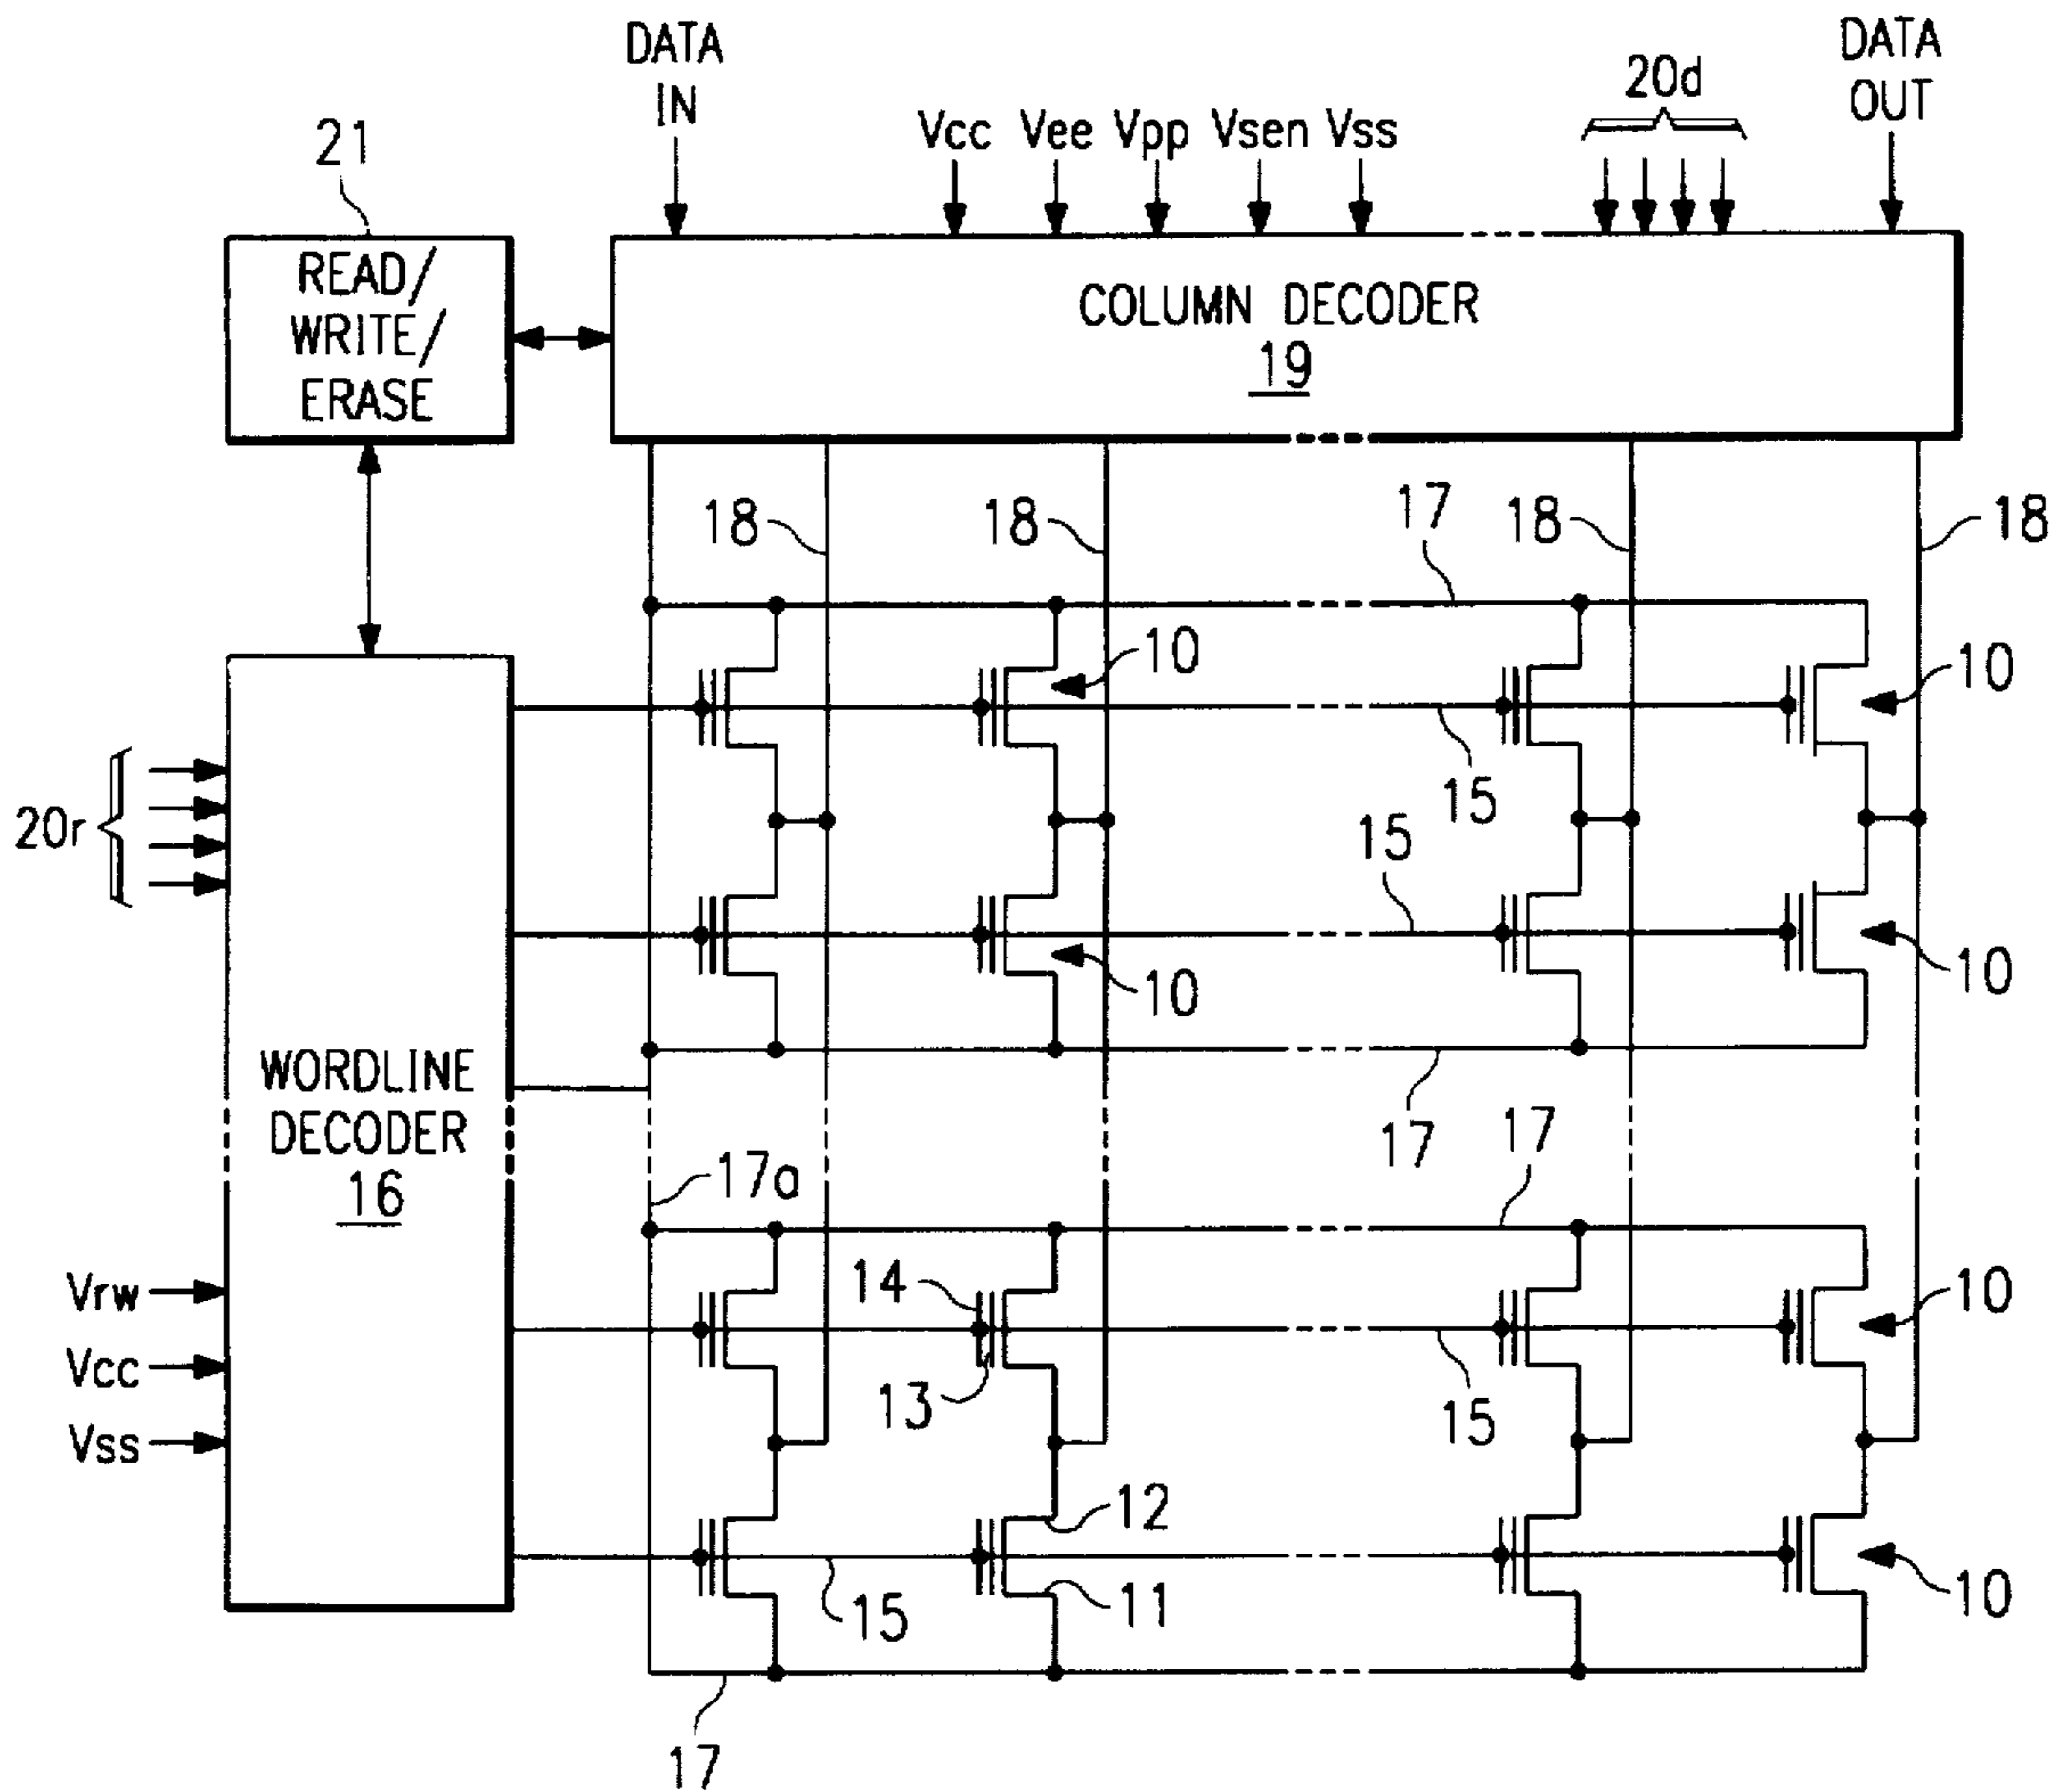 DATA
IN
Vcc Vee Vpp Vsen Vss
20d
DATA
OUT
21
READ/
WRITE/
ERASE
COLUMN DECODER
19
18
18
17
18
18
10
10
15
20r
15
10
10
WORDLINE
DECODER
16
17
17
17a
Vrw
14
10
Vcc
13
15
Vss
12
15
11
10
17